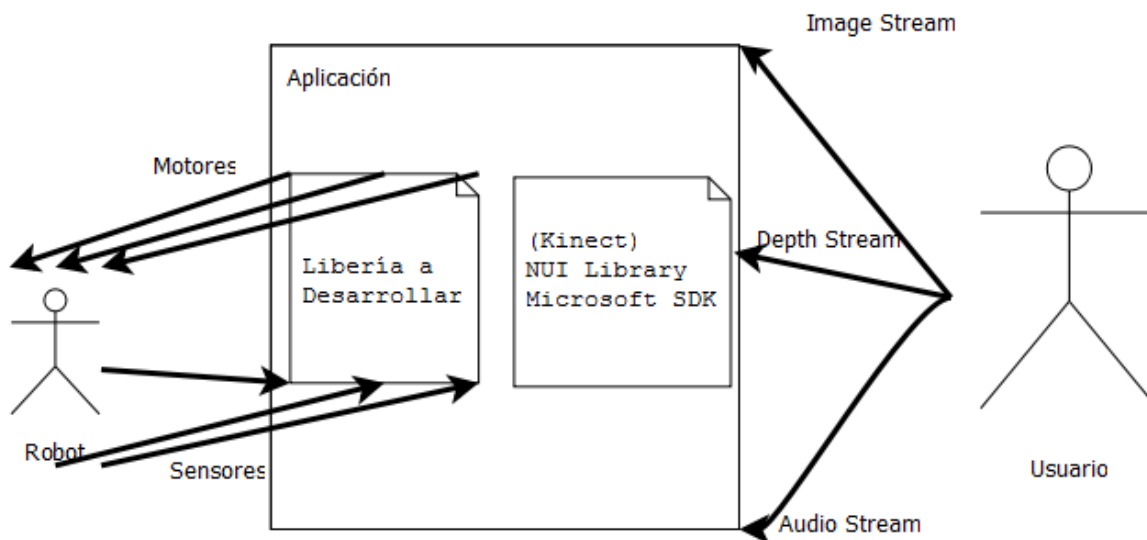 Image Stream
Aplicación
Motores
(Kinect)
NUI Library
Microsoft SDK
Depth Stream
Libería a
Desarrollar
Robot
Sensores
Usuario
Audio Stream